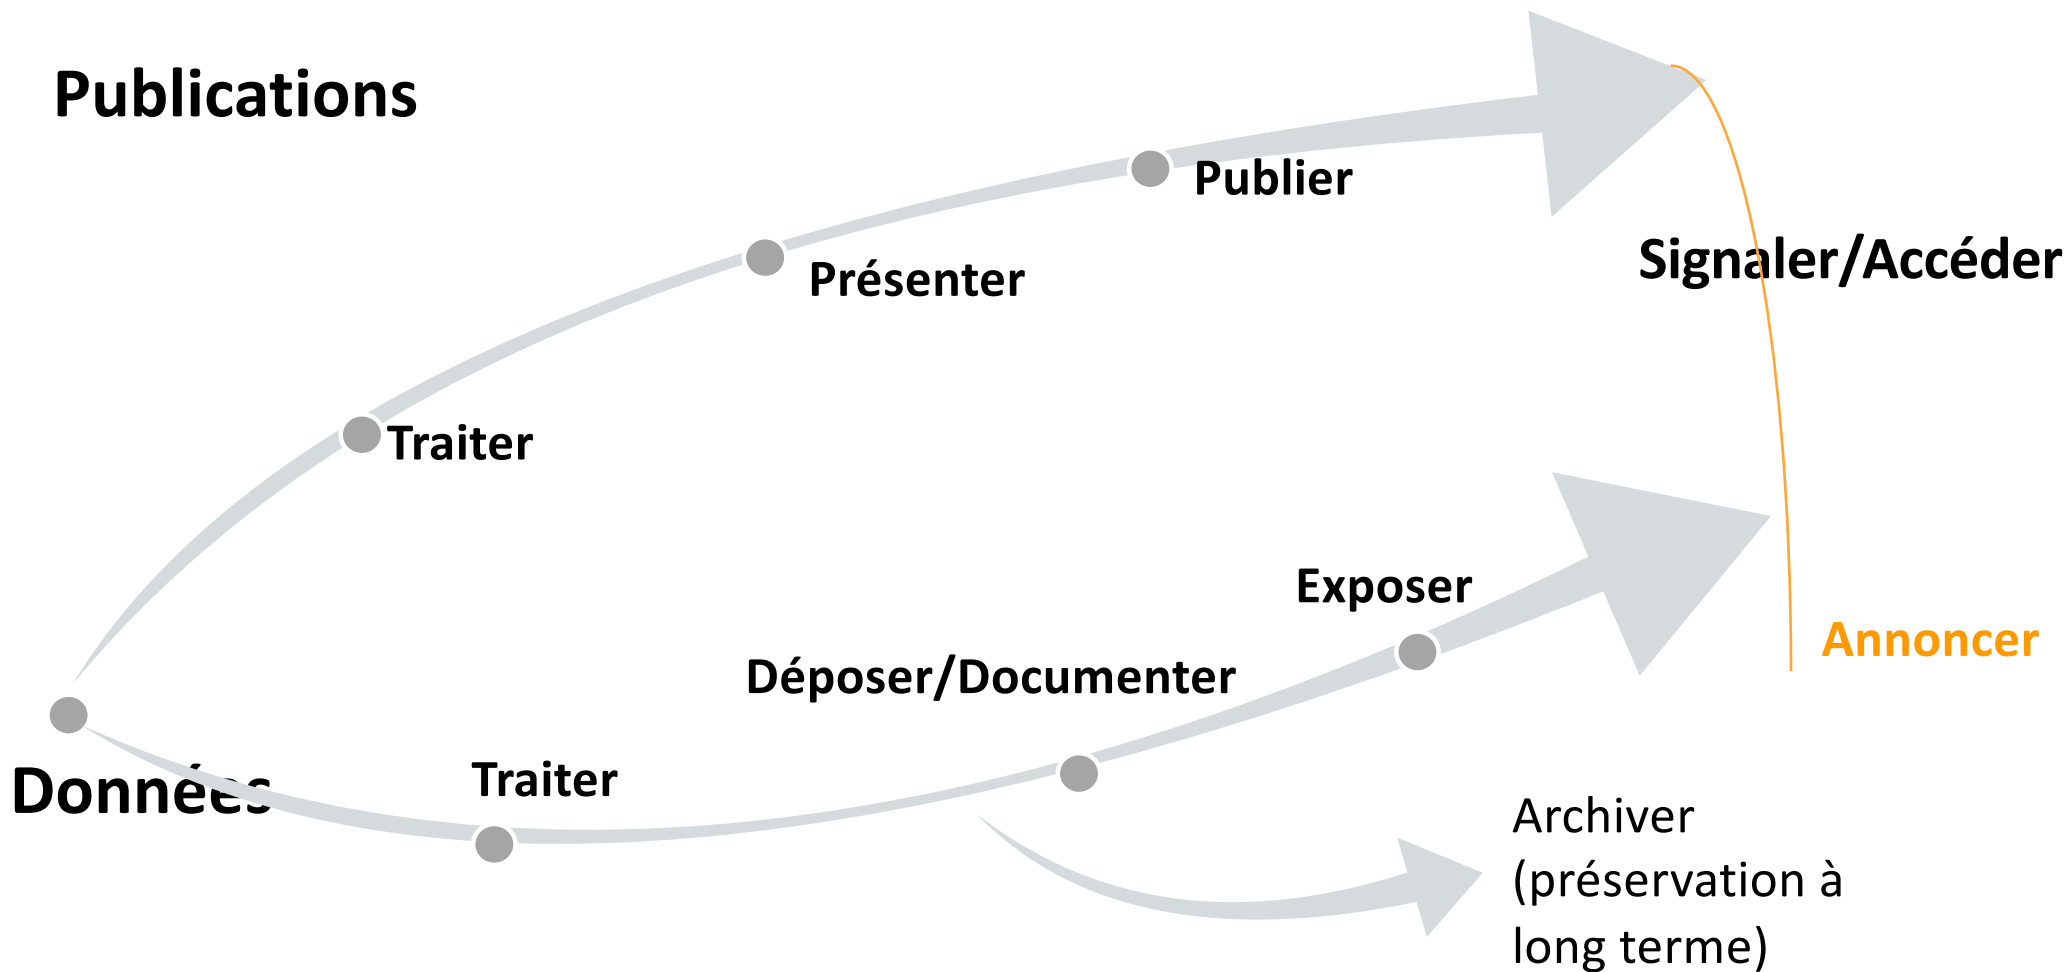 Publications
Publier
Signaler/Accéder
Présenter
Traiter
Exposer
Annoncer
Déposer/Documenter
Données
Traiter
Archiver
(préservation à
long terme)